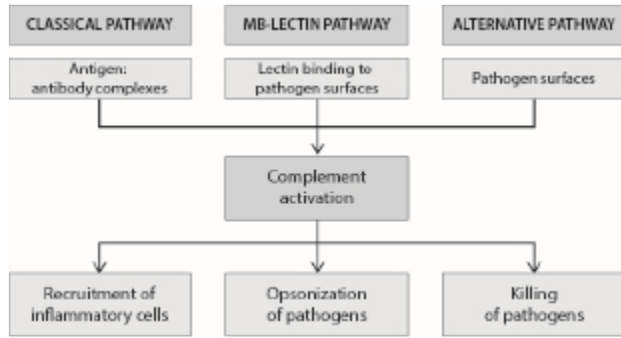 CLASSICAL PATHWAY
MB-LECTIN PATHWAY
ALTERNATIVE PATHWAY
Antigen:
antibody complexes
Lectin binding to
pathogen surfaces
Pathogen surfaces
Complement
activation
Recruitment of
inflammatory cells
Opsonization
of pathogens
Killing
of pathogens